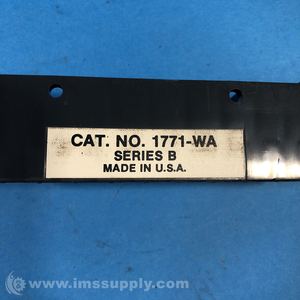 CAT. NO. 1771-WA
SERIES B
MADE IN U.S.A.
© www.imssupply.com